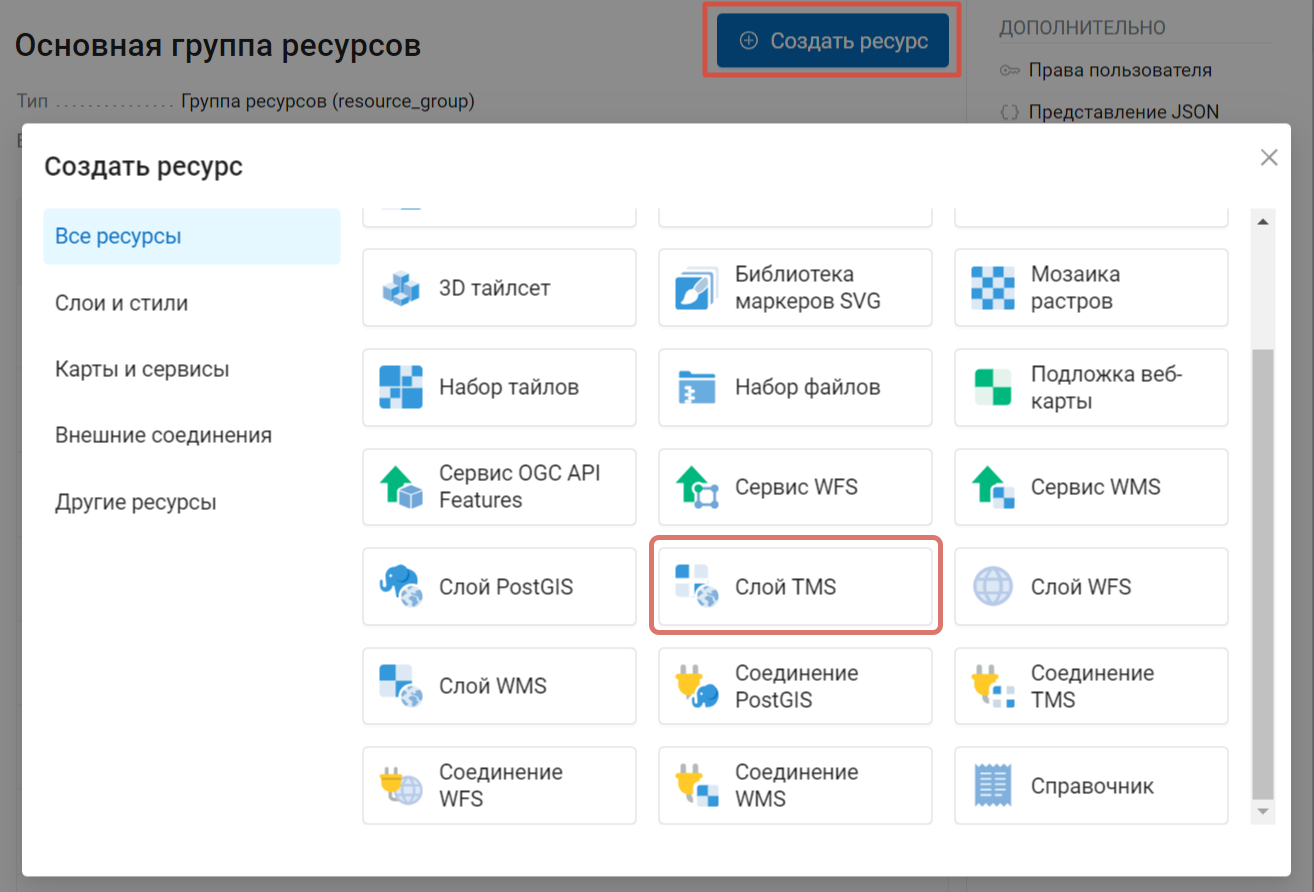 Основная группа ресурсов
Создать ресурс
ДОПОЛНИТЕЛЬНО
Права пользователя
Тип ............... Группа ресурсов (resource_group)
Представление JSON
Создать ресурс
Все ресурсы
Слои и стили
Карты и сервисы
Внешние соединения
Другие ресурсы
3D тайлсет
Библиотека
маркеров SVG
Мозаика
растров
Набор тайлов
Набор файлов
Подложка веб-
карты
Сервис OGC API
Features
Сервис WFS
Сервис WMS
Слой PostGIS
Слой TMS
Слой WFS
Слой WMS
Соединение
PostGIS
Соединение
TMS
Соединение
WFS
Соединение
WMS
Справочник